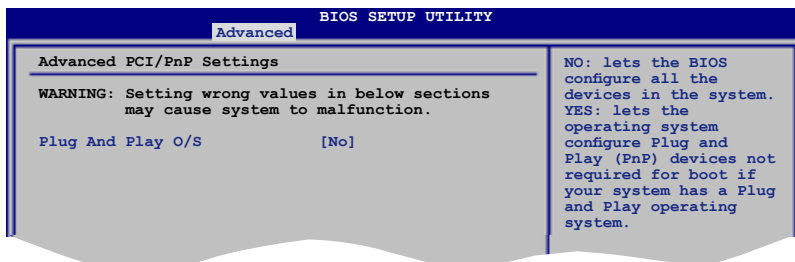 BIOS SETUP UTILITY
Advanced
Advanced PCI/PnP Settings
WARNING: Setting wrong values in below sections
may cause system to malfunction.
Plug And Play O/S [No]
NO: lets the BIOS
configure all the
devices in the system.
YES: lets the
operating system
configure Plug and
Play (PnP) devices not
required for boot if
your system has a Plug
and Play operating
system.